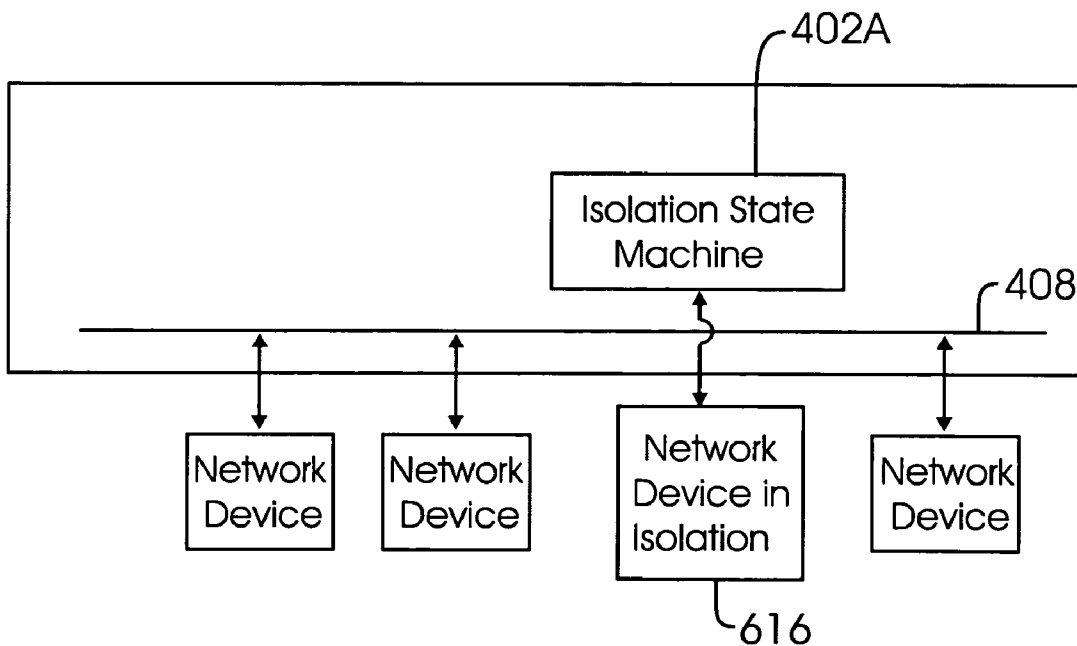 402A
Isolation State
Machine
408
Network
Device
Network
Device
Network
Device in
Isolation
Network
Device
616